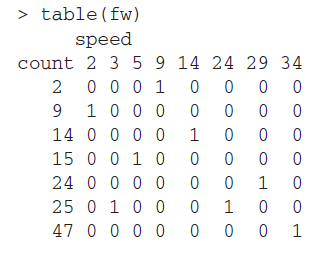 > table(fw)
speed
count 2 3 5 9 14 24 29 34
2 0 0 0 1 0 0 0 0
9 1 0 0 0 0 0 0 0
14 0 0 0 0 1 0 0 0
15 0 0 1 0 0 0 0 0
24 0 0 0 0 0 0 1 0
25 0 1 0 0 0 1 0 0
47 0 0 0 0 0 0 0 1